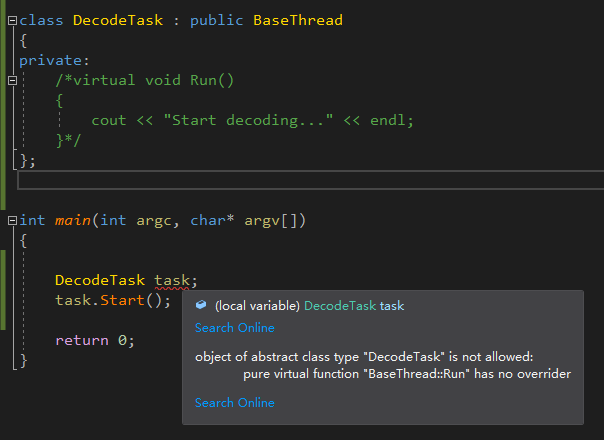 class DecodeTask : public BaseThread
{
private:
    /*virtual void Run()
    {
        cout << "Start decoding..." << endl;
    }*/
};
int main(int argc, char* argv[])
{
    DecodeTask task;
    task.Start();
(local variable) DecodeTask task
Search Online
object of abstract class type "DecodeTask" is not allowed:
pure virtual function "BaseThread::Run" has no overrider
Search Online
    return 0;
}